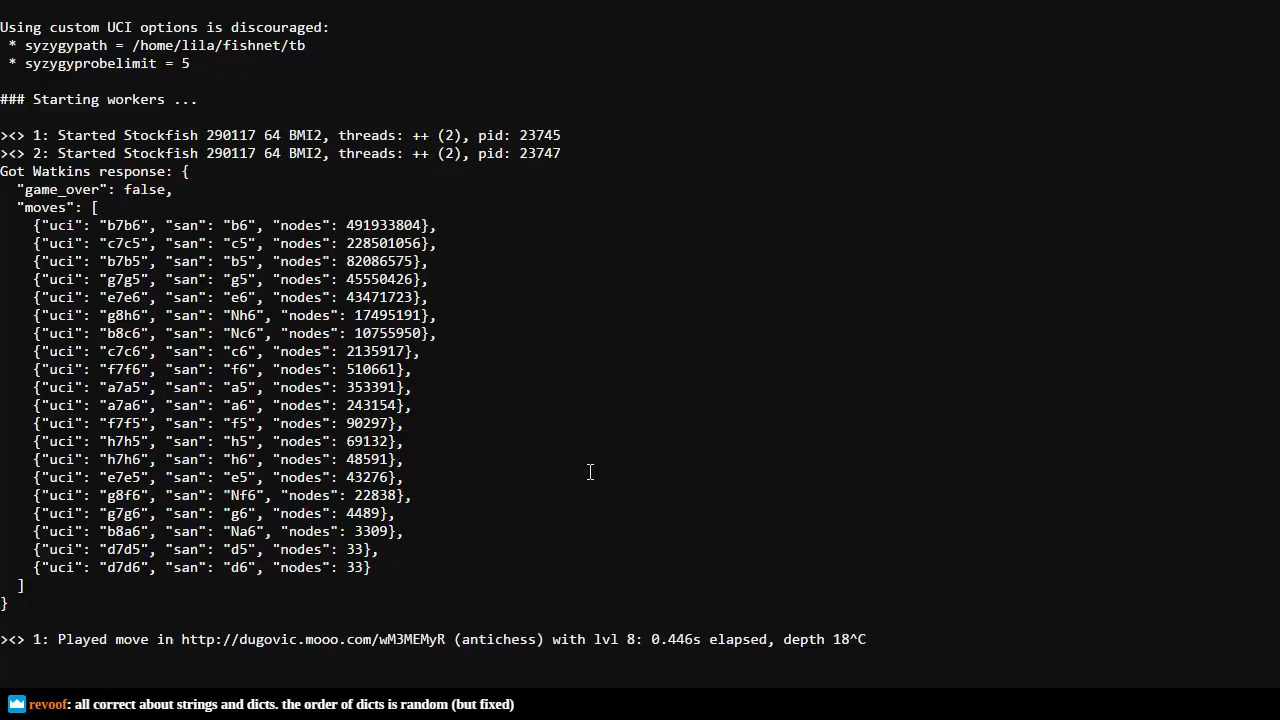 Using custom UCI options is discouraged:
 * syzygypath = /home/lila/fishnet/tb
 * syzygyprobelimit = 5
### Starting workers ...
><> 1: Started Stockfish 290117 64 BMI2, threads: ++ (2), pid: 23745
><> 2: Started Stockfish 290117 64 BMI2, threads: ++ (2), pid: 23747
Got Watkins response: {
  "game_over": false,
  "moves": [
    {"uci": "b7b6", "san": "b6", "nodes": 491933804},
    {"uci": "c7c5", "san": "c5", "nodes": 228501056},
    {"uci": "b7b5", "san": "b5", "nodes": 82086575},
    {"uci": "g7g5", "san": "g5", "nodes": 45550426},
    {"uci": "e7e6", "san": "e6", "nodes": 43471723},
    {"uci": "g8h6", "san": "Nh6", "nodes": 17495191},
    {"uci": "b8c6", "san": "Nc6", "nodes": 10755950},
    {"uci": "c7c6", "san": "c6", "nodes": 2135917},
    {"uci": "f7f6", "san": "f6", "nodes": 510661},
    {"uci": "a7a5", "san": "a5", "nodes": 353391},
    {"uci": "a7a6", "san": "a6", "nodes": 243154},
    {"uci": "f7f5", "san": "f5", "nodes": 90297},
    {"uci": "h7h5", "san": "h5", "nodes": 69132},
    {"uci": "h7h6", "san": "h6", "nodes": 48591},
    {"uci": "e7e5", "san": "e5", "nodes": 43276},
    {"uci": "g8f6", "san": "Nf6", "nodes": 22838},
    {"uci": "g7g6", "san": "g6", "nodes": 4489},
    {"uci": "b8a6", "san": "Na6", "nodes": 3309},
    {"uci": "d7d5", "san": "d5", "nodes": 33},
    {"uci": "d7d6", "san": "d6", "nodes": 33}
  ]
}
><> 1: Played move in http://dugovic.mooo.com/wM3MEMyR (antichess) with lvl 8: 0.446s elapsed, depth 18^C
revoof: all correct about strings and dicts. the order of dicts is random (but fixed)